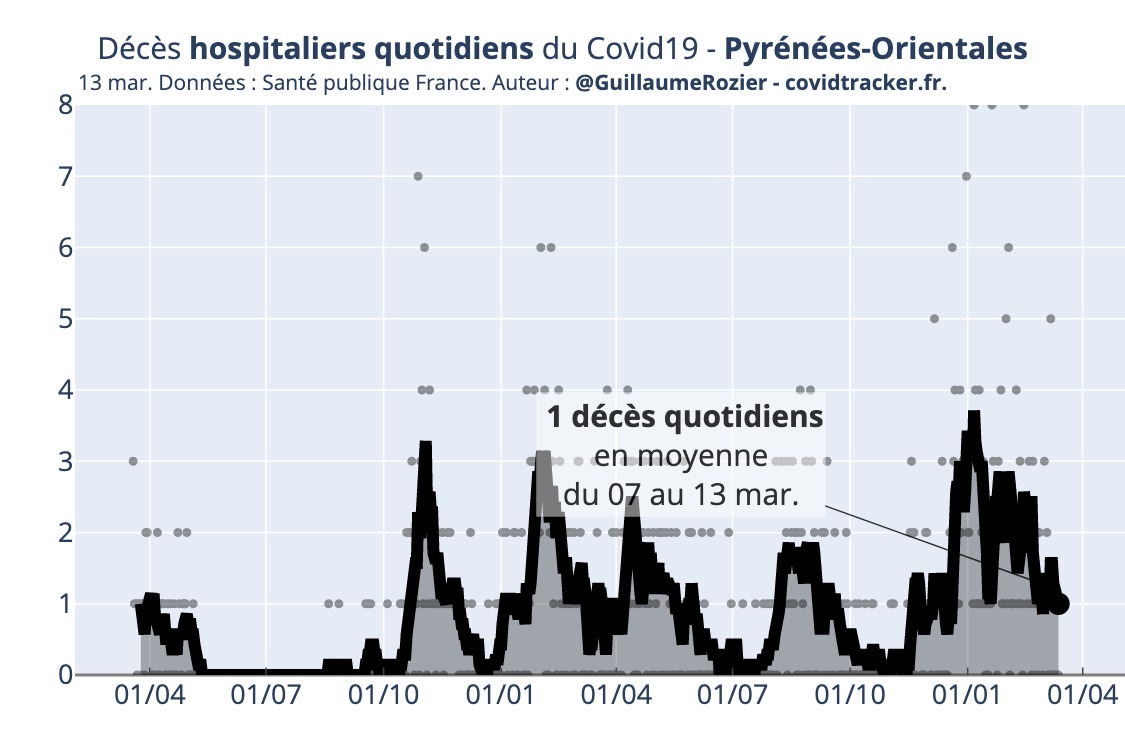 Décès hospitaliers quotidiens du Covid19 - Pyrénées-Orientales
13 mar. Données : Santé publique France. Auteur : @GuillaumeRozier - covidtracker.fr.
8
7
6
5
4
3
2
1
0
1 décès quotidiens
en moyenne
du 07 au 13 mar.
01/04 01/07 01/10 01/01 01/04 01/07 01/10 01/01 01/04